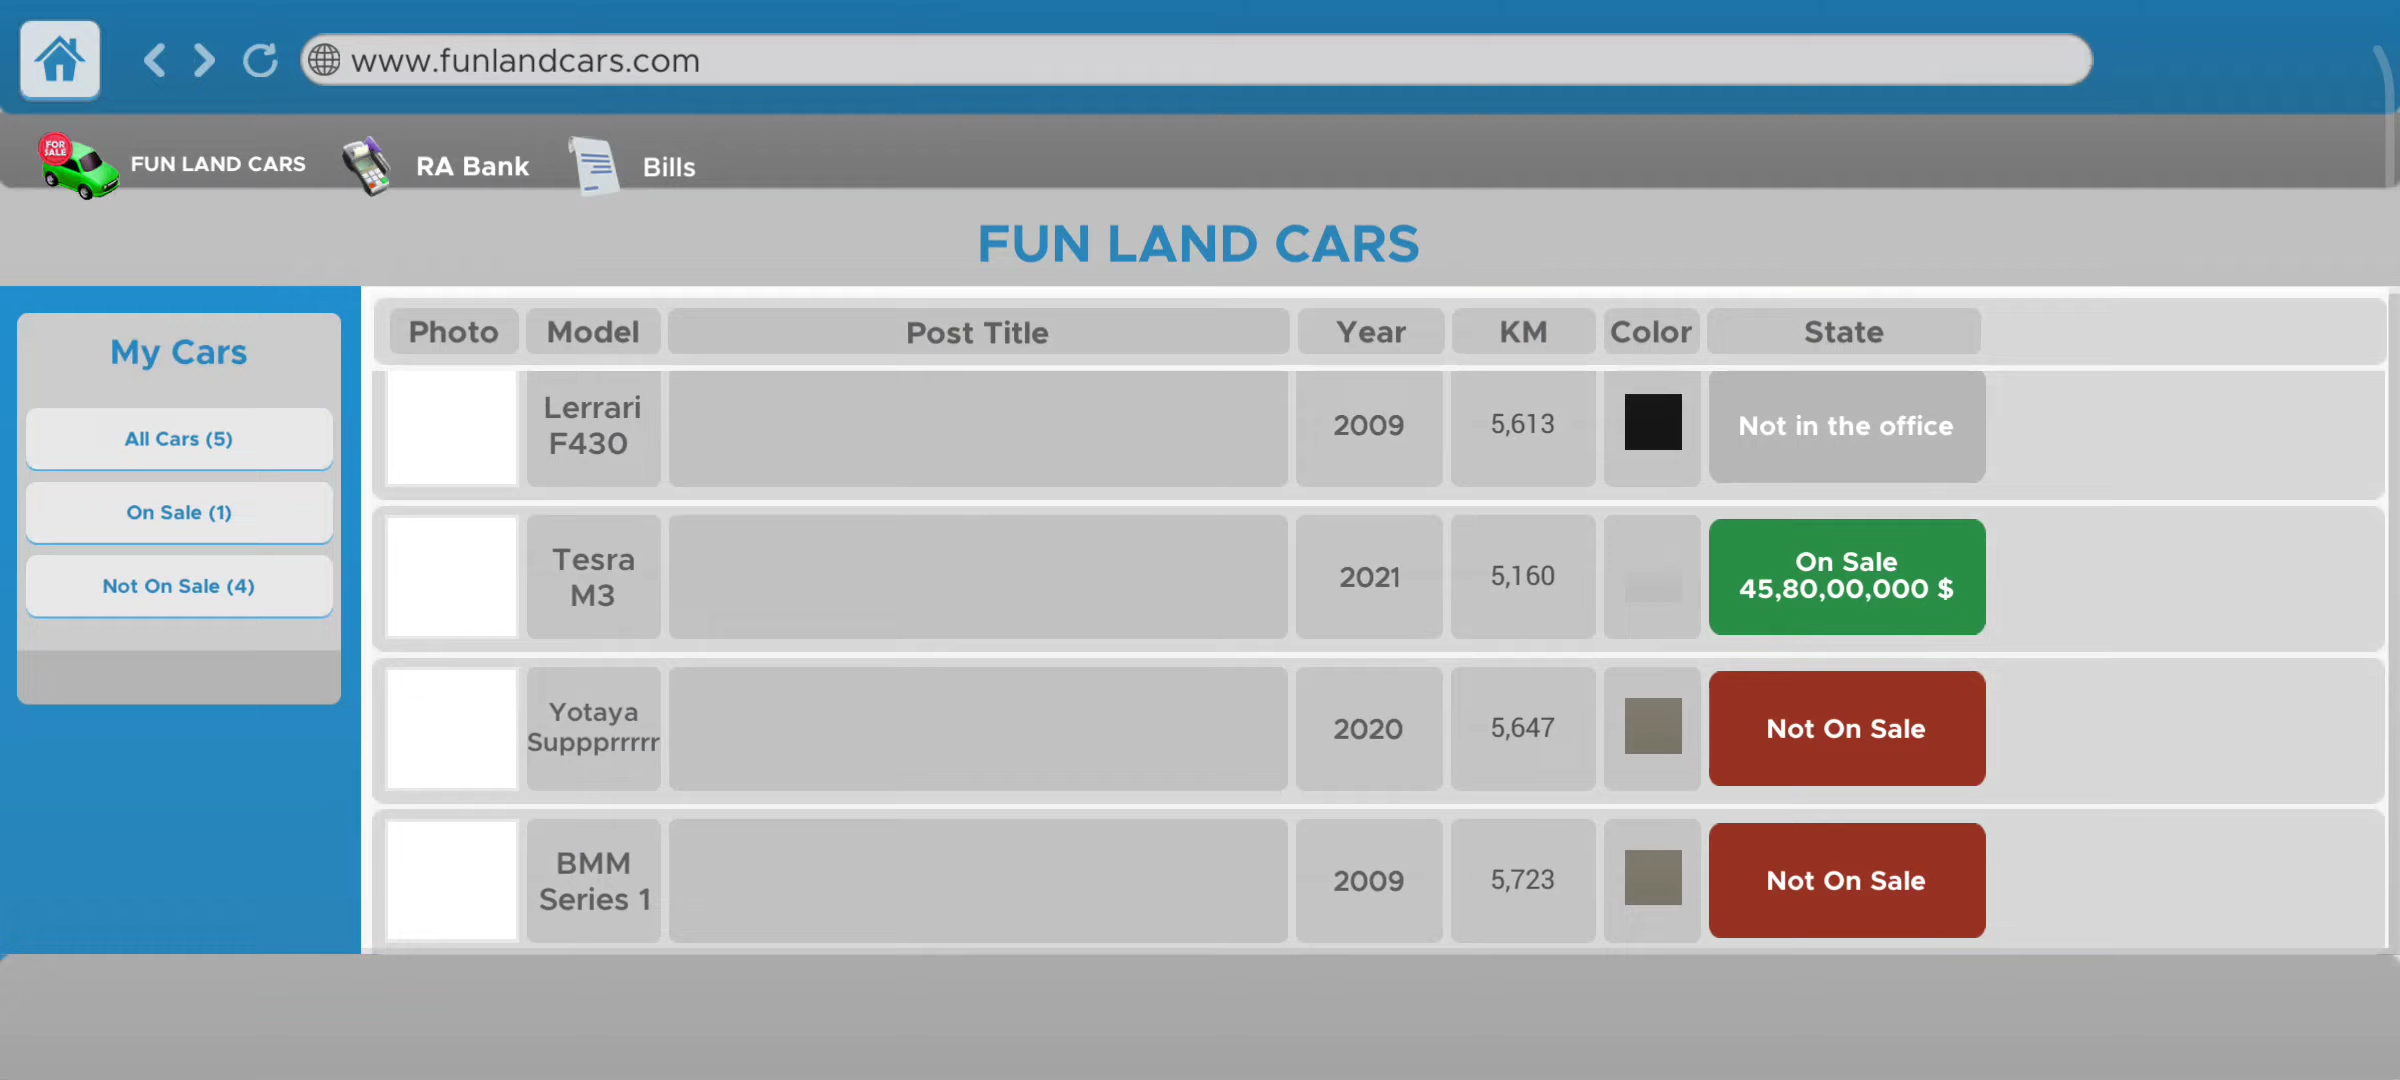 www.funlandcars.com
FOR SALE
FUN LAND CARS
RA Bank
Bills
FUN LAND CARS
My Cars
All Cars (5)
On Sale (1)
Not On Sale (4)
Photo Model Post Title Year KM Color State
Lerrari
F430
2009 5,613 Not in the office
Tesra
M3
2021 5,160 On Sale
45,80,00,000 $
Yotaya
Suppprrrrr
2020 5,647 Not On Sale
BMM
Series 1
2009 5,723 Not On Sale